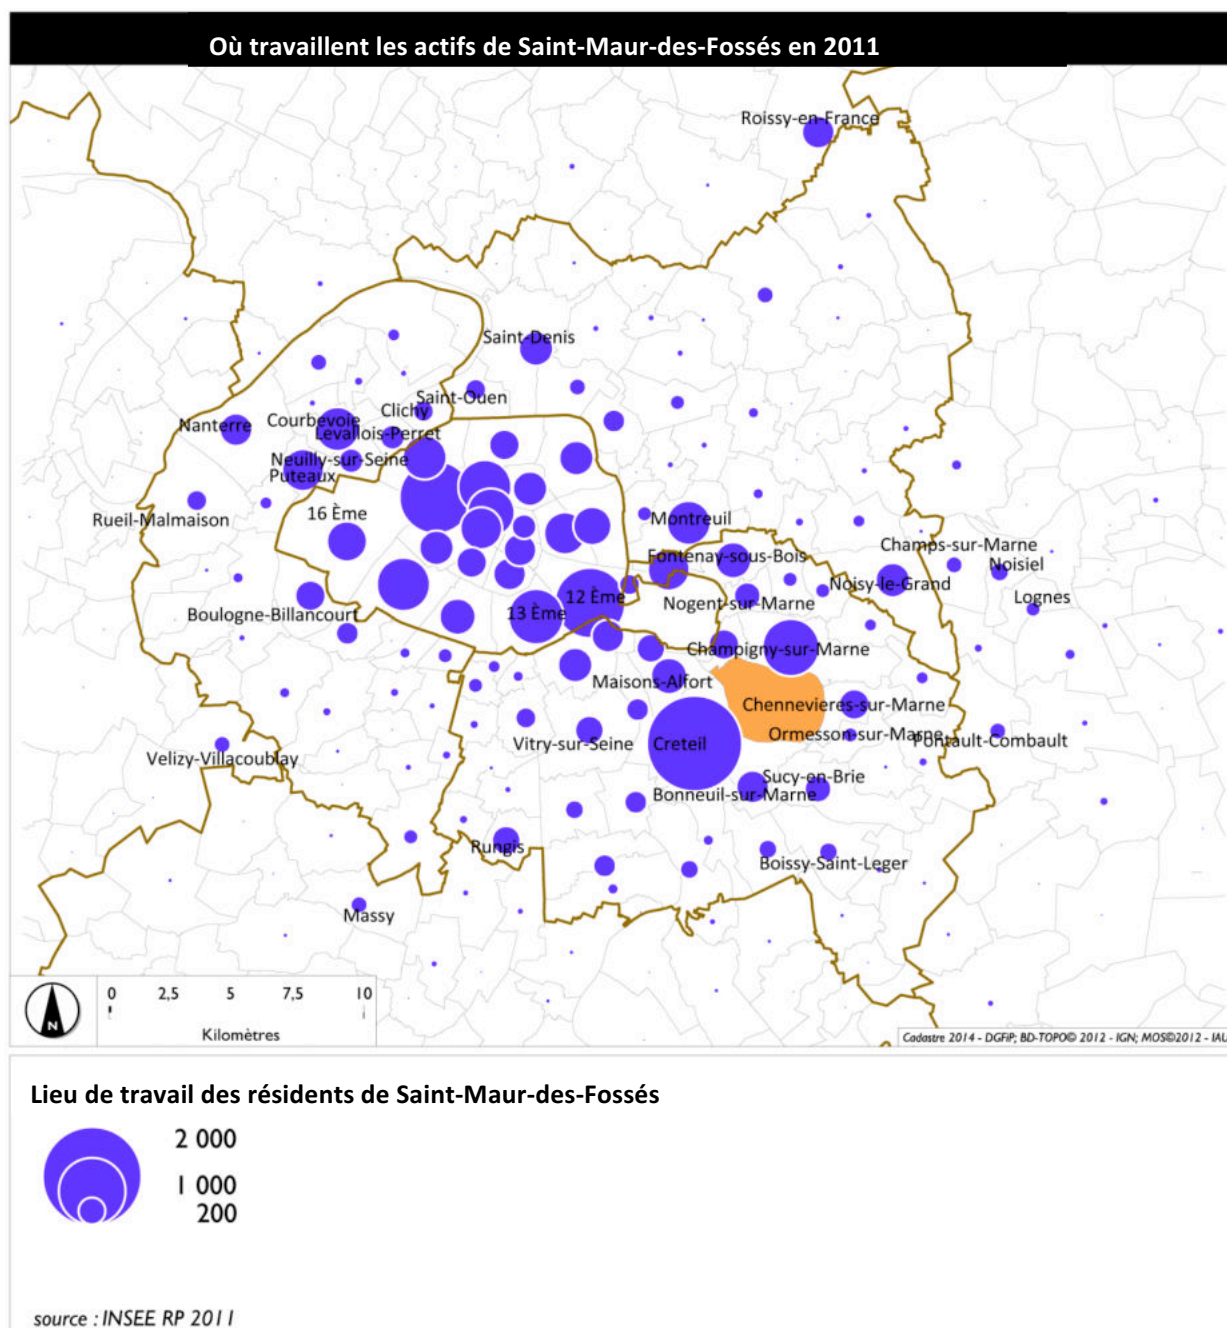 Où travaillent les actifs de Saint-Maur-des-Fossés en 2011
Roissy-en-France
Saint-Denis
Saint-Ouen
Clichy
Courbevoie
Nanterre
Levallois-Perret
Neuilly-sur-Seine
Puteaux
Rueil-Malmaison
16 Ème
Montreuil
Champs-sur-Marne
Fontenay-sous-Bois
Noisiel
Noisy-le-Grand
12 Ème
Lognes
Nogent-sur-Marne
13 Ème
Boulogne-Billancourt
Champigny-sur-Marne
Maisons-Alfort
Chennevieres-sur-Marne
Ormesson-sur-Marne
Pontault-Combault
Vitry-sur-Seine
Creteil
Velizy-Villacoublay
Sucy-en-Brie
Bonneuil-sur-Marne
Rungis
Boissy-Saint-Leger
Massy
N
0 2,5 5 7,5 10
Kilomètres
Cadastre 2014 - DGFiP; BD-TOPO© 2012 - IGN; MOS©2012 - IAU
Lieu de travail des résidents de Saint-Maur-des-Fossés
2 000
1 000
200
source : INSEE RP 2011